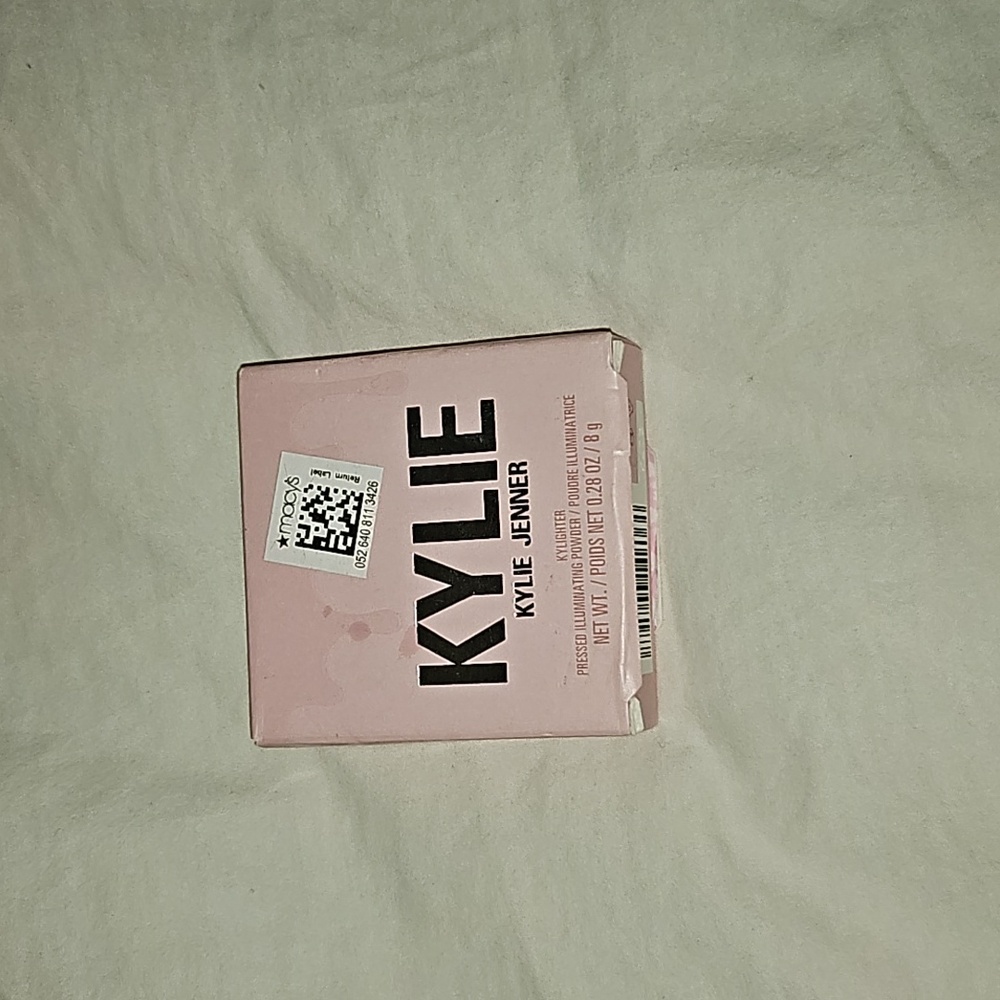 ★macy's
Return Label
052 640 811 3426
KYLIE
KYLIE JENNER
KYLIGHTER
PRESSED ILLUMINATING POWDER / POUDRE ILLUMINATRICE
NET WT. / POIDS NET 0.28 OZ / 8 g